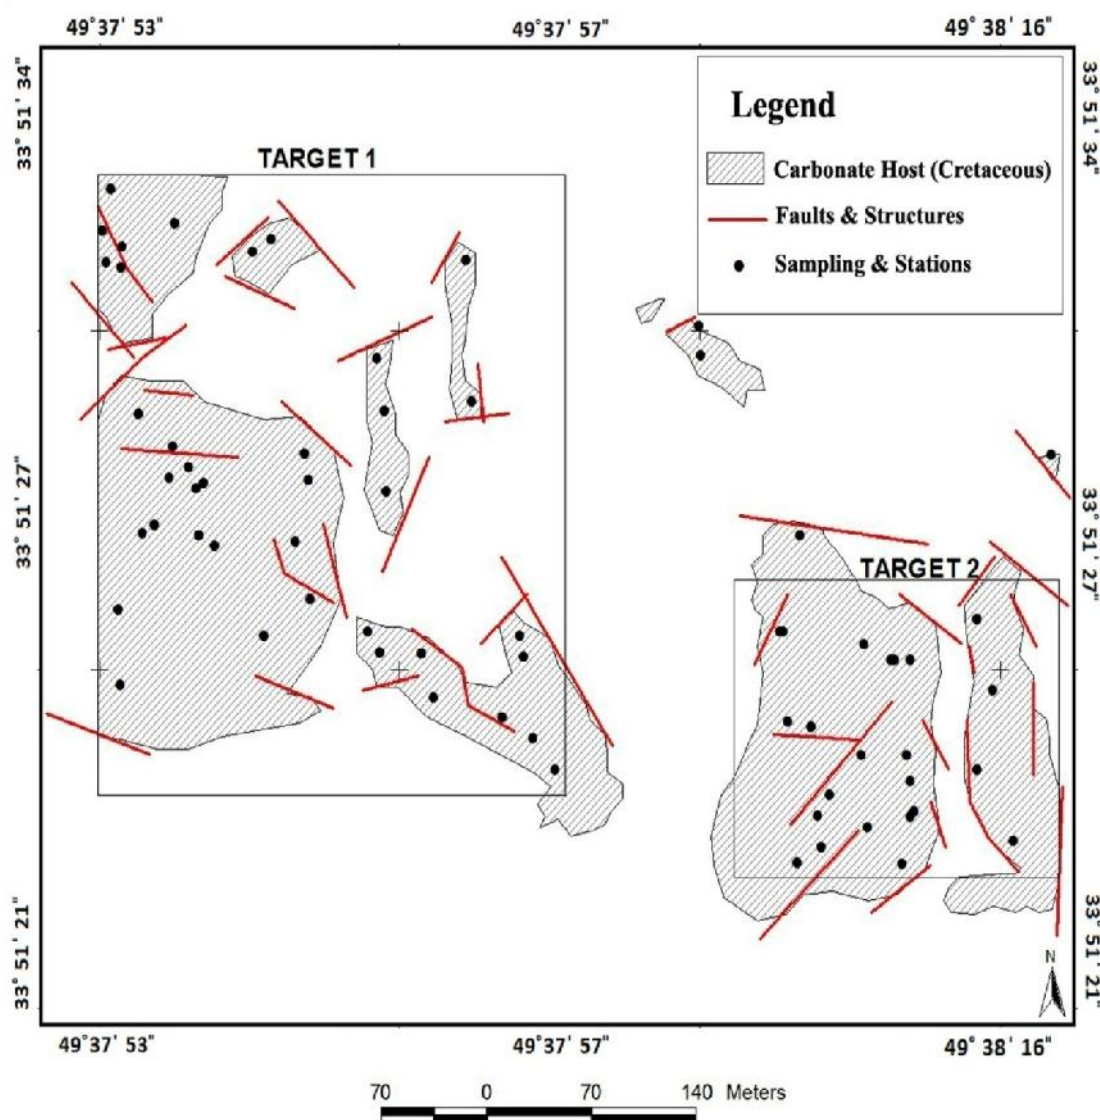 49°37' 53"
49°37' 57"
49° 38' 16"
33° 51' 34"
33° 51' 34"
Legend
Carbonate Host (Cretaceous)
Faults & Structures
Sampling & Stations
TARGET 1
33° 51' 27"
33° 51' 27"
TARGET 2
33° 51' 21"
33° 51' 21"
N
49°37' 53"
49°37' 57"
49° 38' 16"
70 0 70 140 Meters